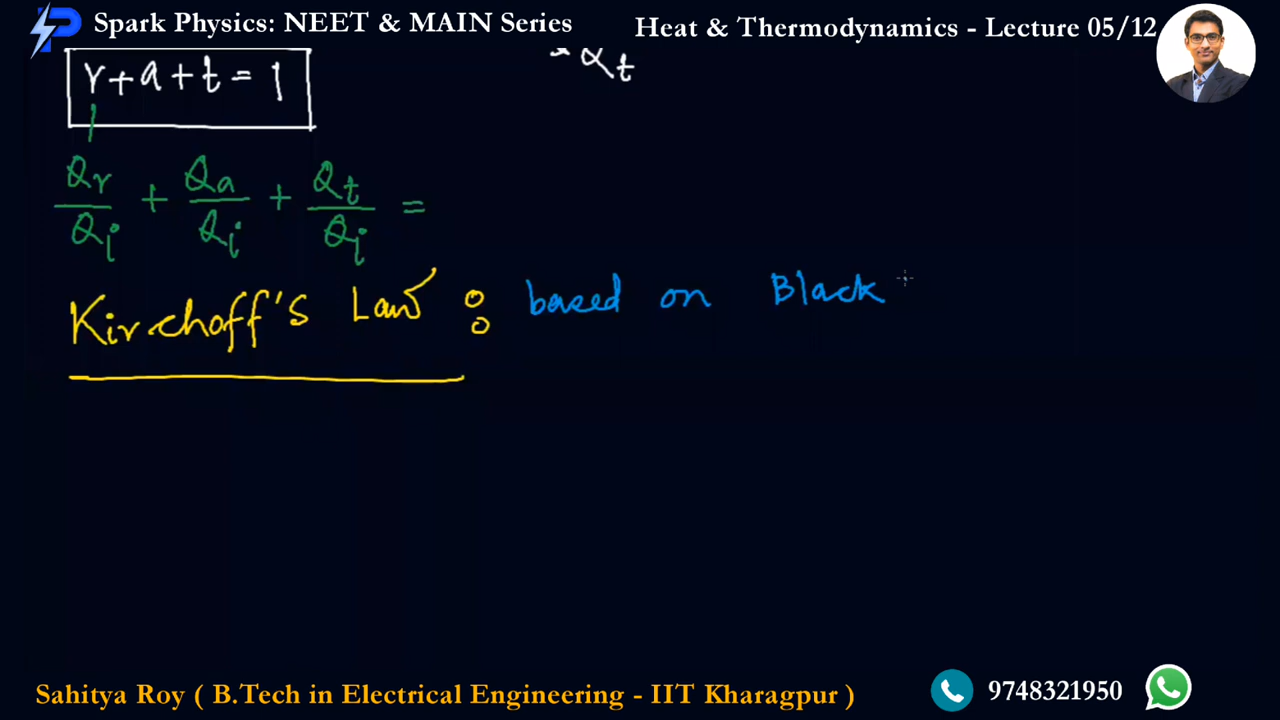 Spark Physics: NEET & MAIN Series
Heat & Thermodynamics - Lecture 05/12
r + a + t = 1
= Qt
Qr/Qi + Qa/Qi + Qt/Qi =
Kirchoff's Law : based on Black
Sahitya Roy ( B.Tech in Electrical Engineering - IIT Kharagpur )
9748321950